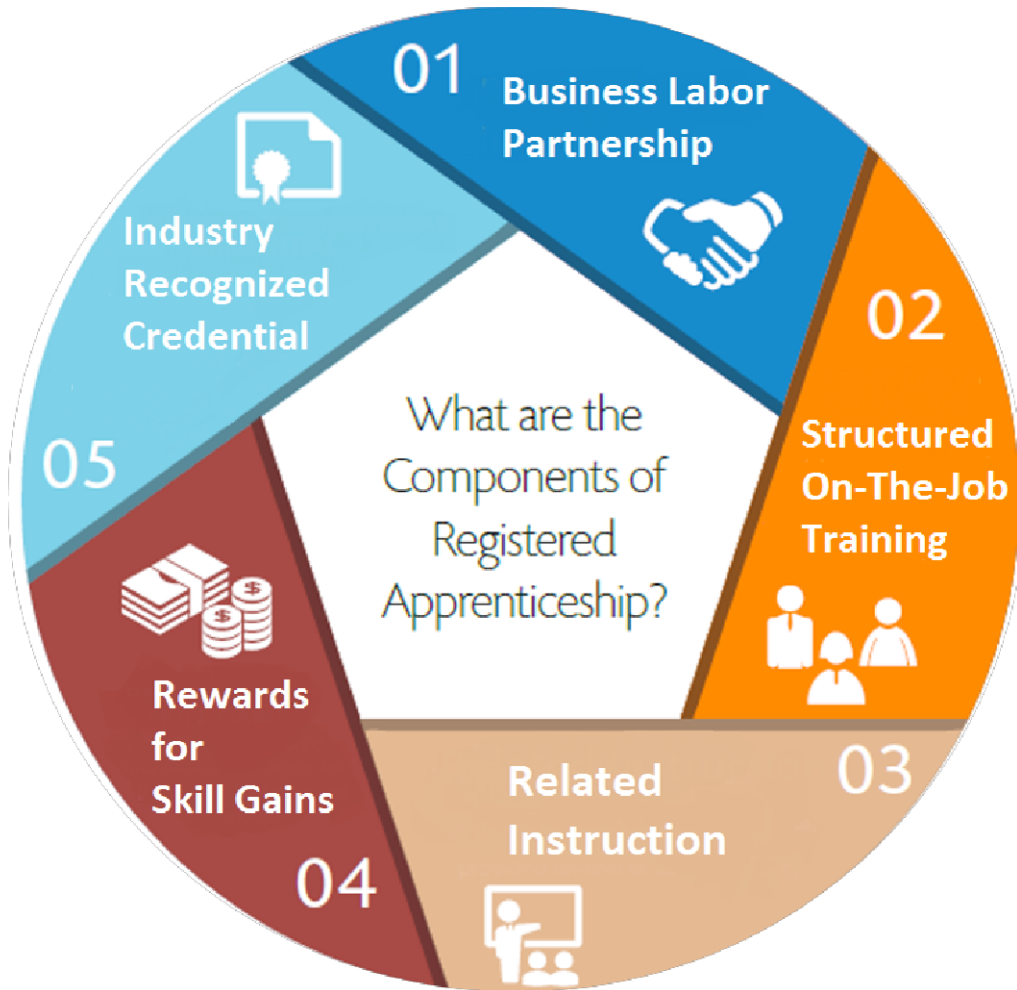 What are the
Components of
Registered
Apprenticeship?
01
Business Labor
Partnership
02
Structured
On-The-Job
Training
03
Related
Instruction
04
Rewards
for
Skill Gains
05
Industry
Recognized
Credential
$
$